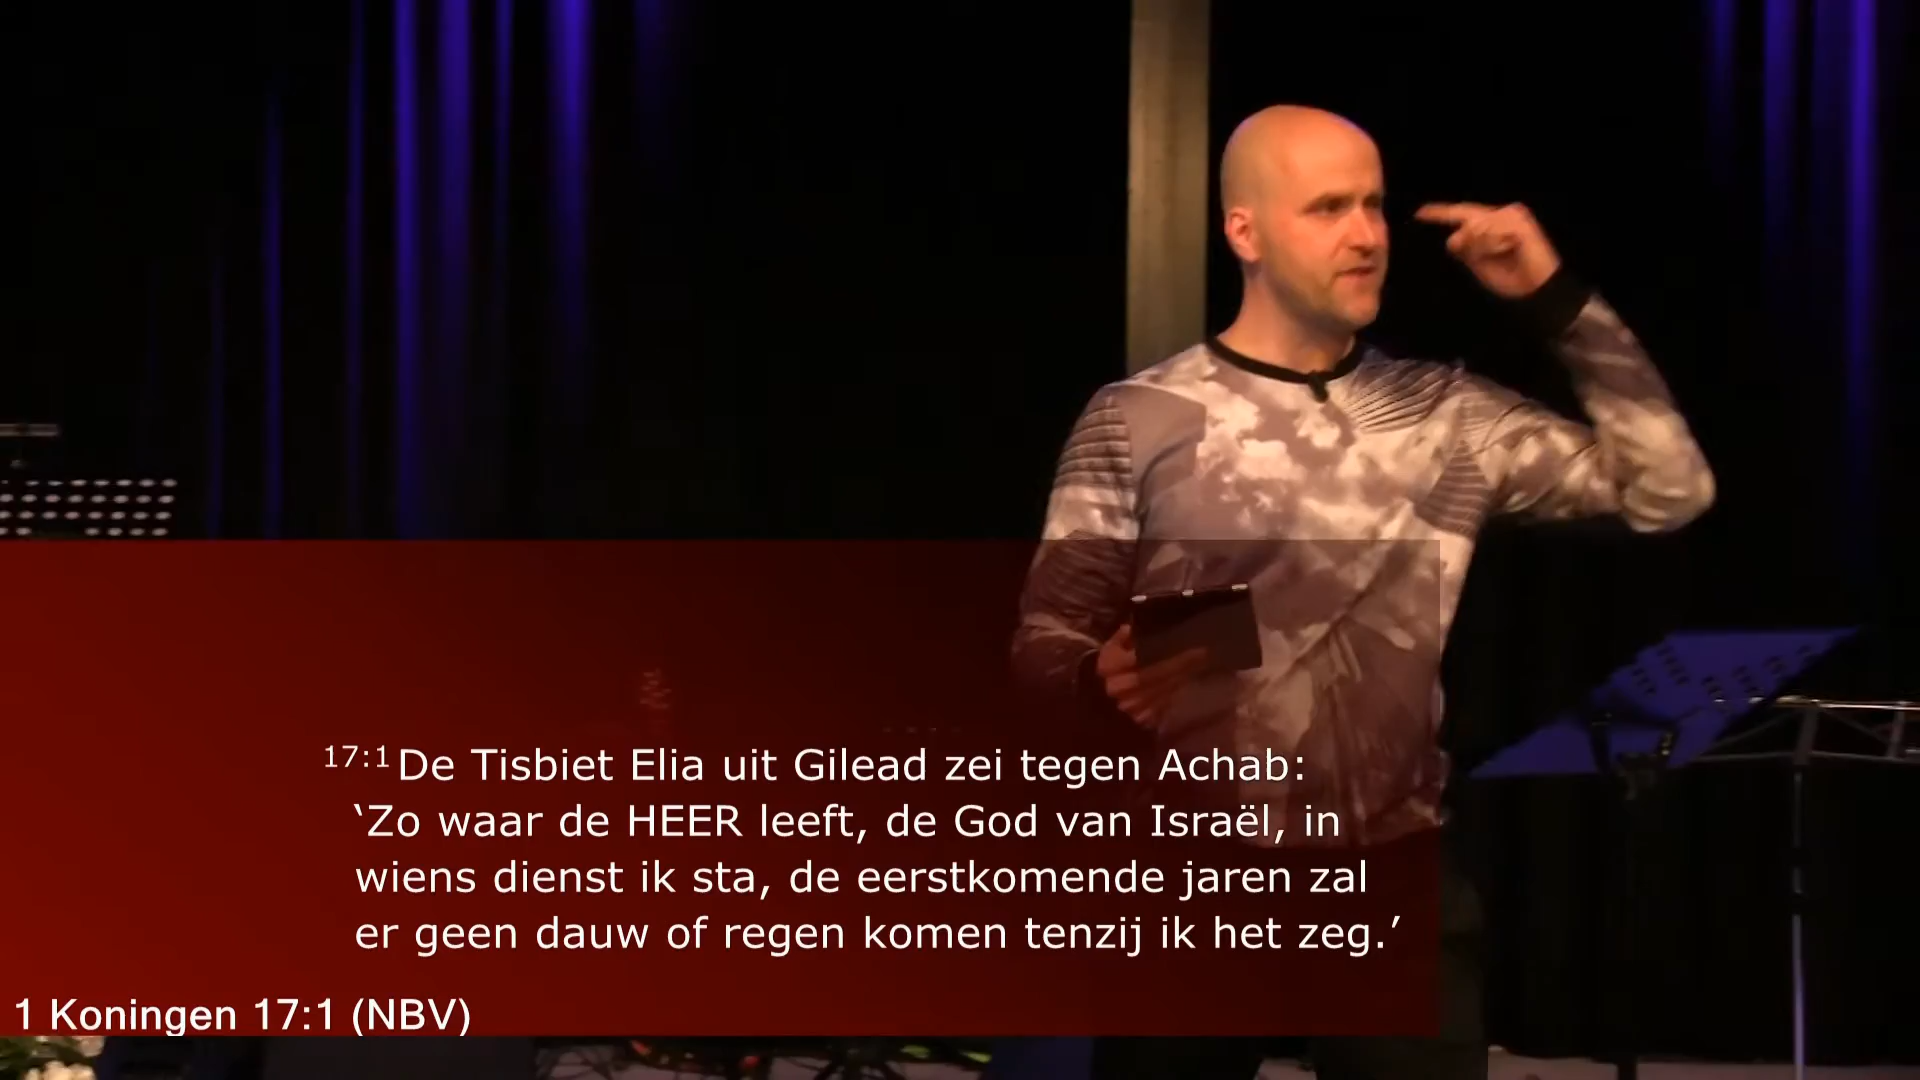 17:1 De Tisbiet Elia uit Gilead zei tegen Achab:
‘Zo waar de HEER leeft, de God van Israël, in
wiens dienst ik sta, de eerstkomende jaren zal
er geen dauw of regen komen tenzij ik het zeg.’
1 Koningen 17:1 (NBV)